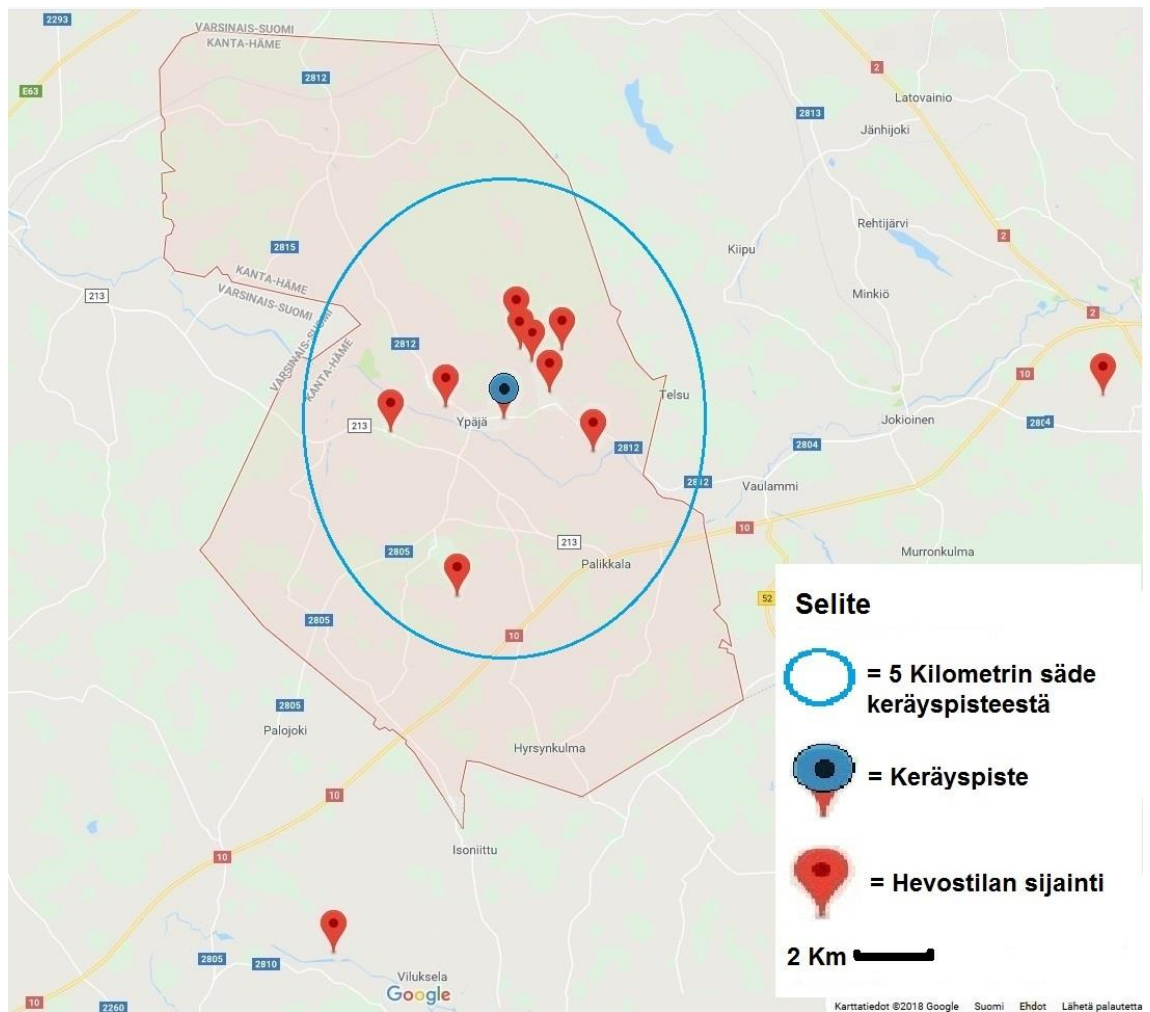 2293
VARSINAIS-SUOMI
KANTA-HÄME
2812
E63
2
Latovainio
2813
Jänhijoki
Rehtijärvi
2
Kiipu
2815
KANTA-HÄME
VARSINAIS-SUOMI
213
Minkiö
2
VARSINAIS-SUOMI
KANTA-HÄME
2812
10
Telsu
Ypäjä
213
Jokioinen
2804
2812
2804
2812
Vaulammi
10
213
2805
Murronkulma
Palikkala
52
2805
10
2805
Palojoki
Hyrsynkulma
10
Isoniittu
10
2805
2810
Viluksela
Google
10
2260
Selite
= 5 Kilometrin säde
keräyspisteestä
= Keräyspiste
= Hevostilan sijainti
2 Km
Karttatiedot ©2018 Google Suomi Ehdot Lähetä palautetta